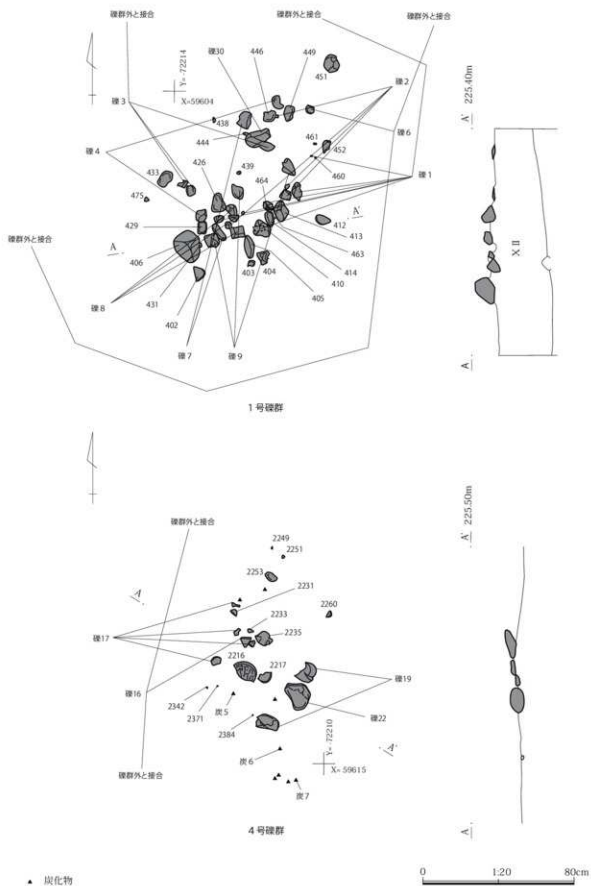 礫群外と接合
礫群外と接合
礫群外と接合
礫30
446
449
451
礫2
Y= -72214
X=59604
礫3
438
444
461
452
礫6
礫4
426
439
464
460
礫1
433
475
429
A
A'
412
413
463
414
410
405
404
403
406
431
402
礫群外と接合
礫8
礫7
礫9
1号礫群
A' 225.40m
XⅡ
A
礫群外と接合
2249
2251
2253
2231
A
2233
2260
2235
礫17
2216
2217
礫19
礫16
2342
2371
炭5
礫22
2384
Y= -72210
X= 59615
A'
炭6
炭7
礫群外と接合
4号礫群
A' 225.50m
A
▲ 炭化物
0 1:20 80cm